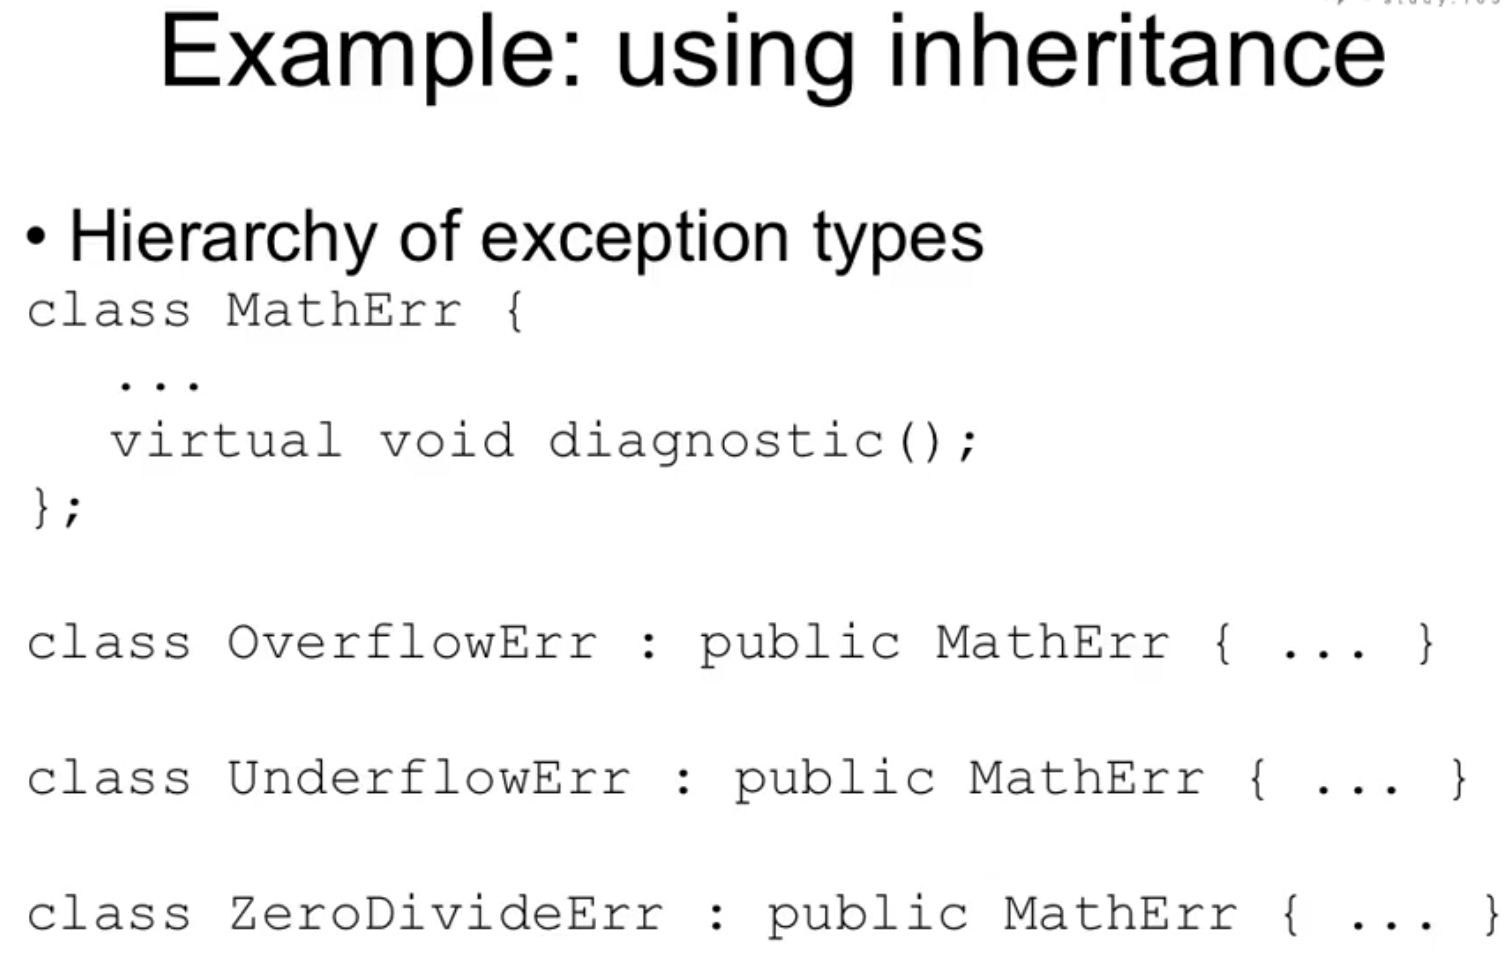 Example: using inheritance
• Hierarchy of exception types
class MathErr {
...
virtual void diagnostic();
};
class OverflowErr : public MathErr { ... }
class UnderflowErr : public MathErr { ... }
class ZeroDivideErr : public MathErr { ... }